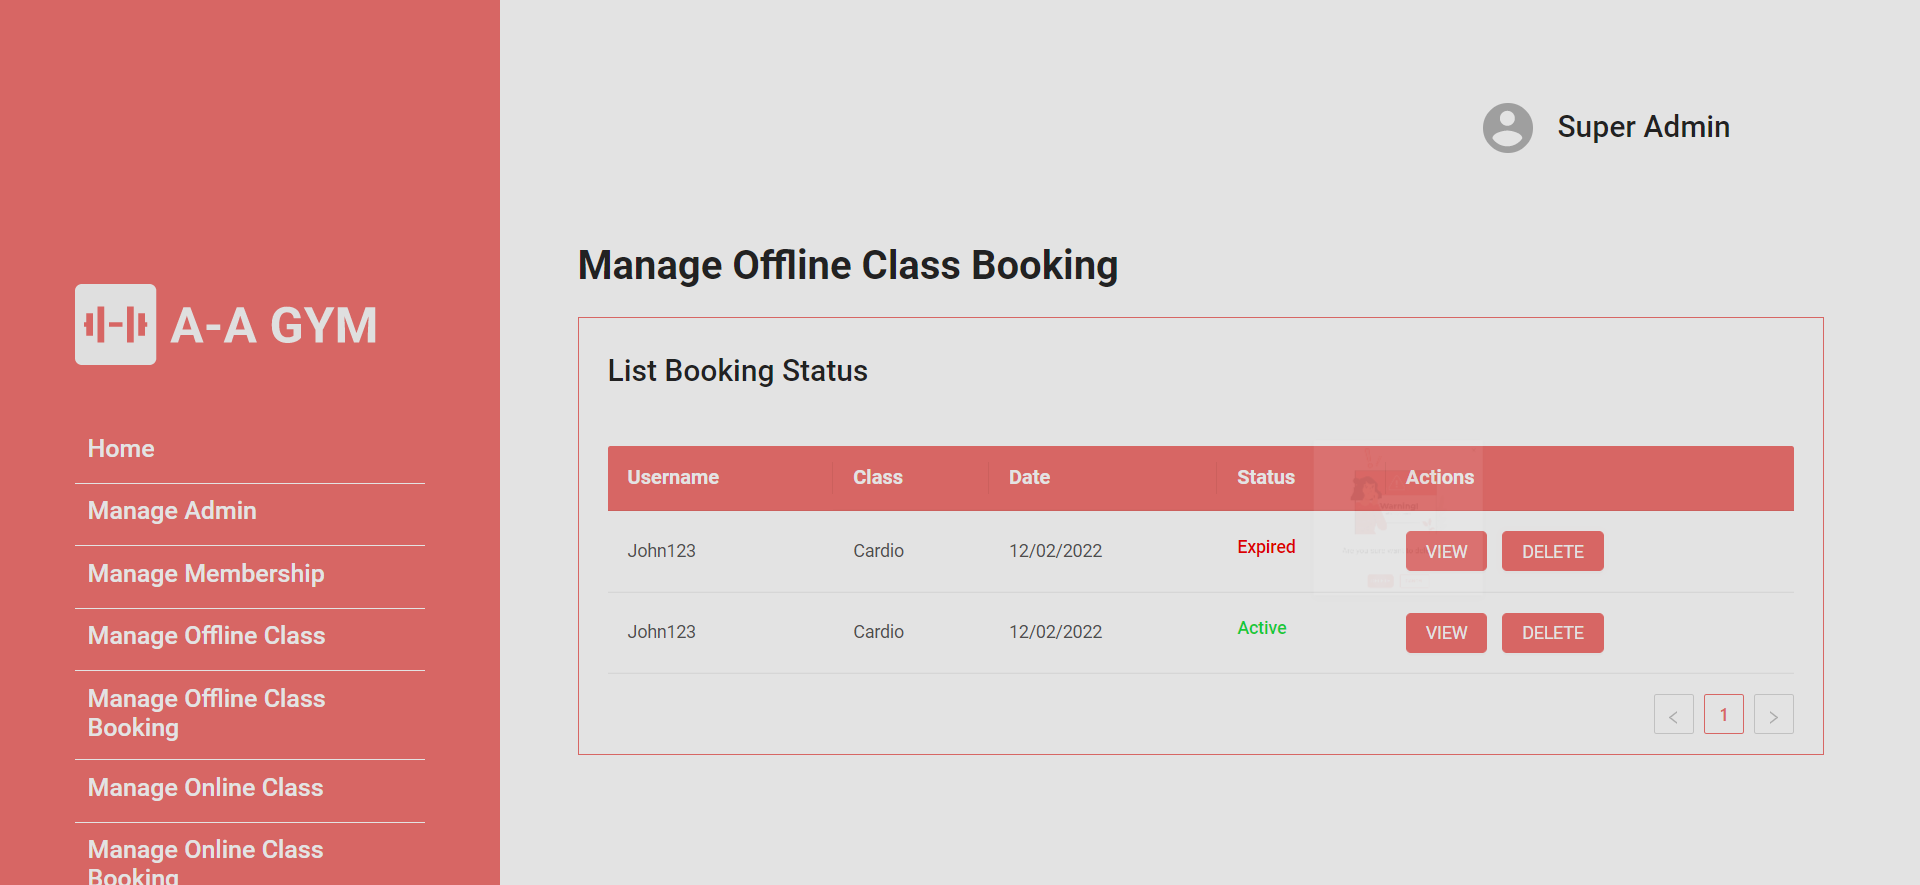 Super Admin
A-A GYM
Home
Manage Admin
Manage Membership
Manage Offline Class
Manage Offline Class
Booking
Manage Online Class
Manage Online Class
Booking
Manage Offline Class Booking
List Booking Status
Username Class Date Status Actions
John123 Cardio 12/02/2022 Expired VIEW DELETE
John123 Cardio 12/02/2022 Active VIEW DELETE
< 1 >